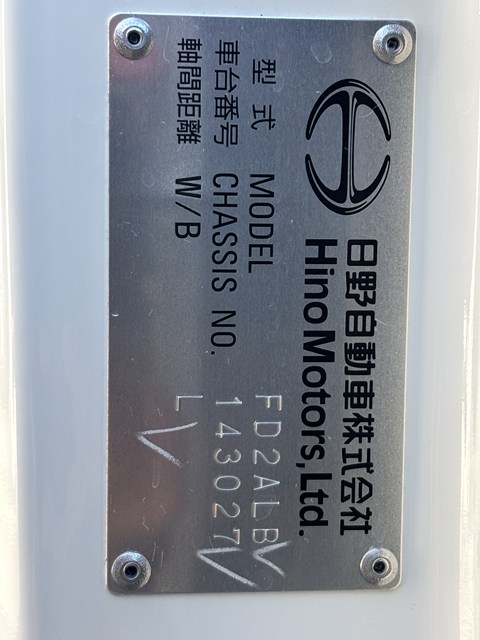 日野自動車株式会社
Hino Motors, Ltd.
型式 MODEL FD2ALB
車台番号 CHASSIS NO. 143027
軸間距離 W/B L